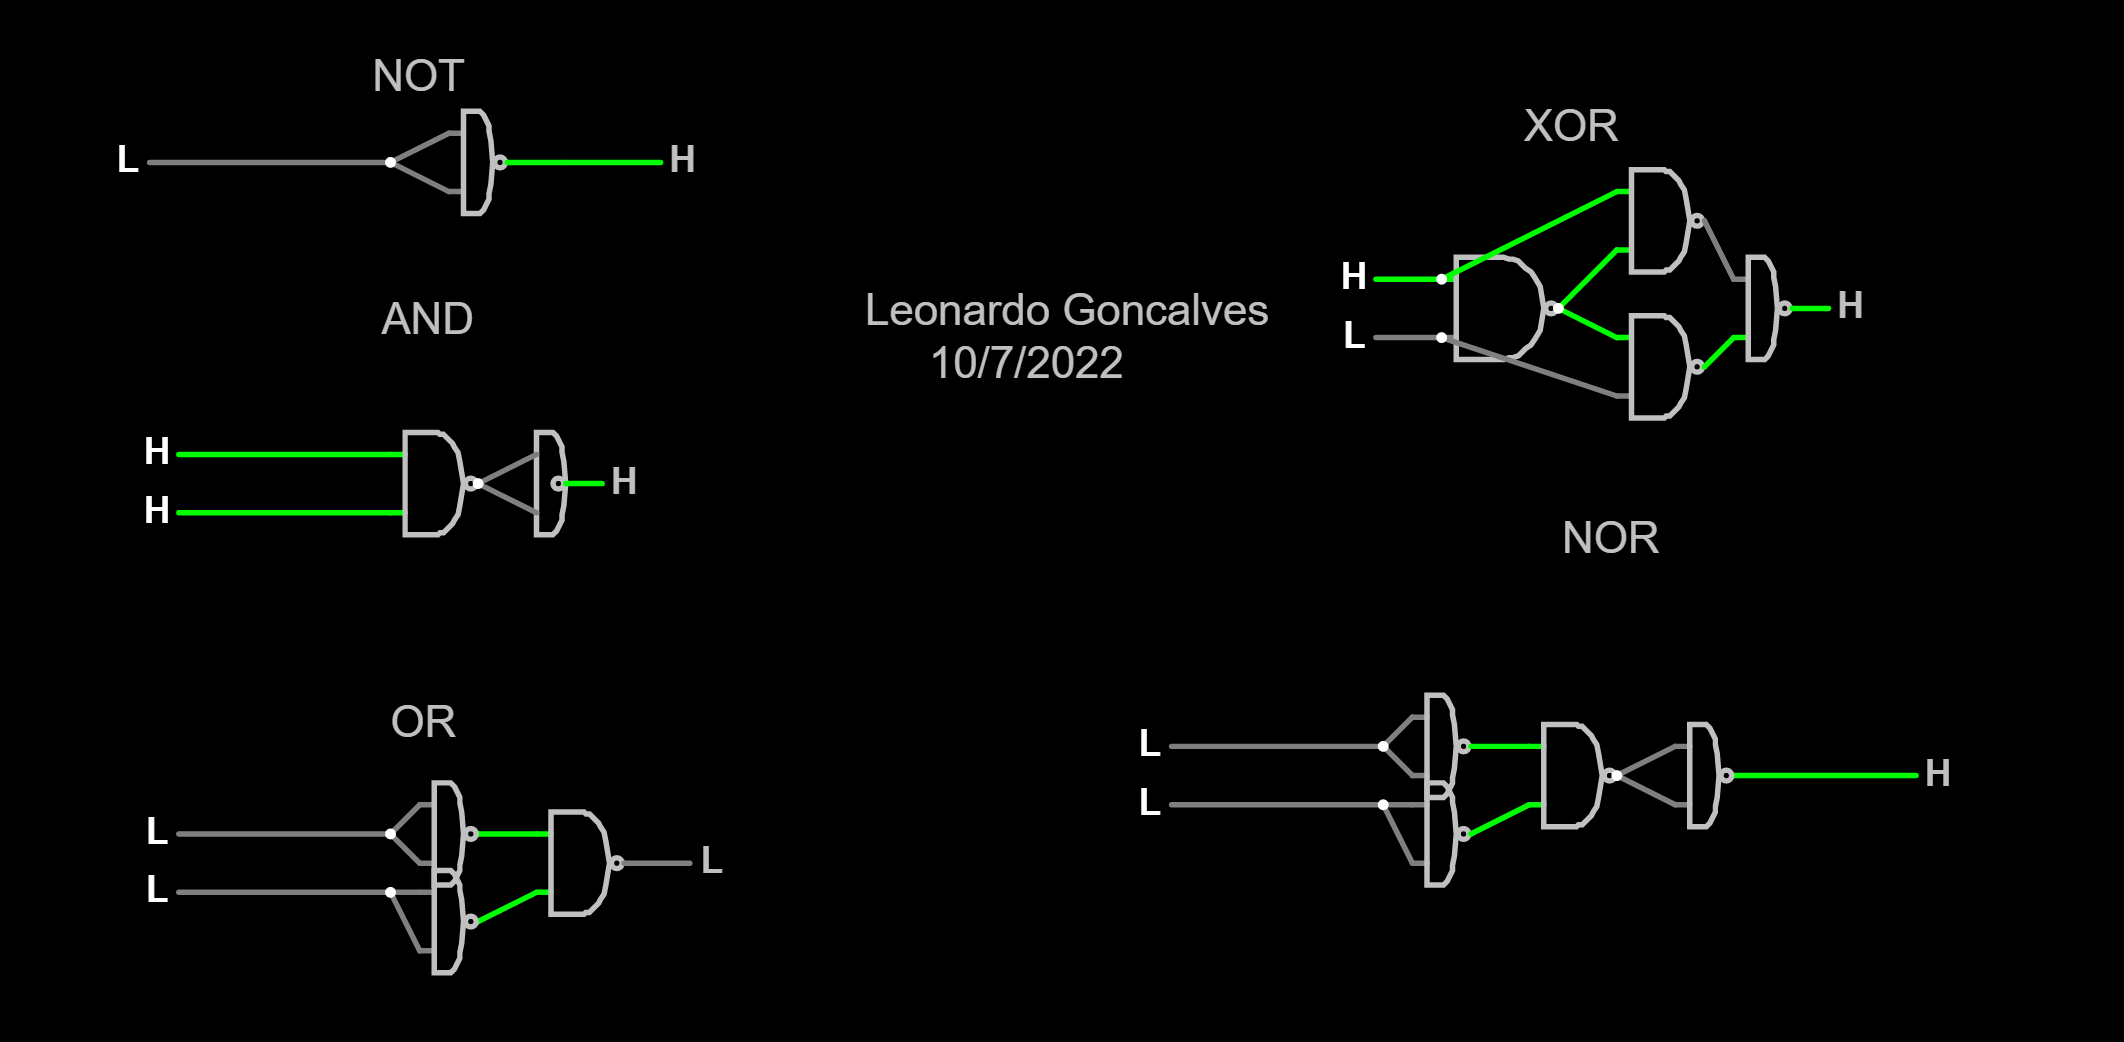 NOT
L H
AND
H H
H
OR
L
L L
Leonardo Goncalves
10/7/2022
XOR
H
L H
NOR
L
L H